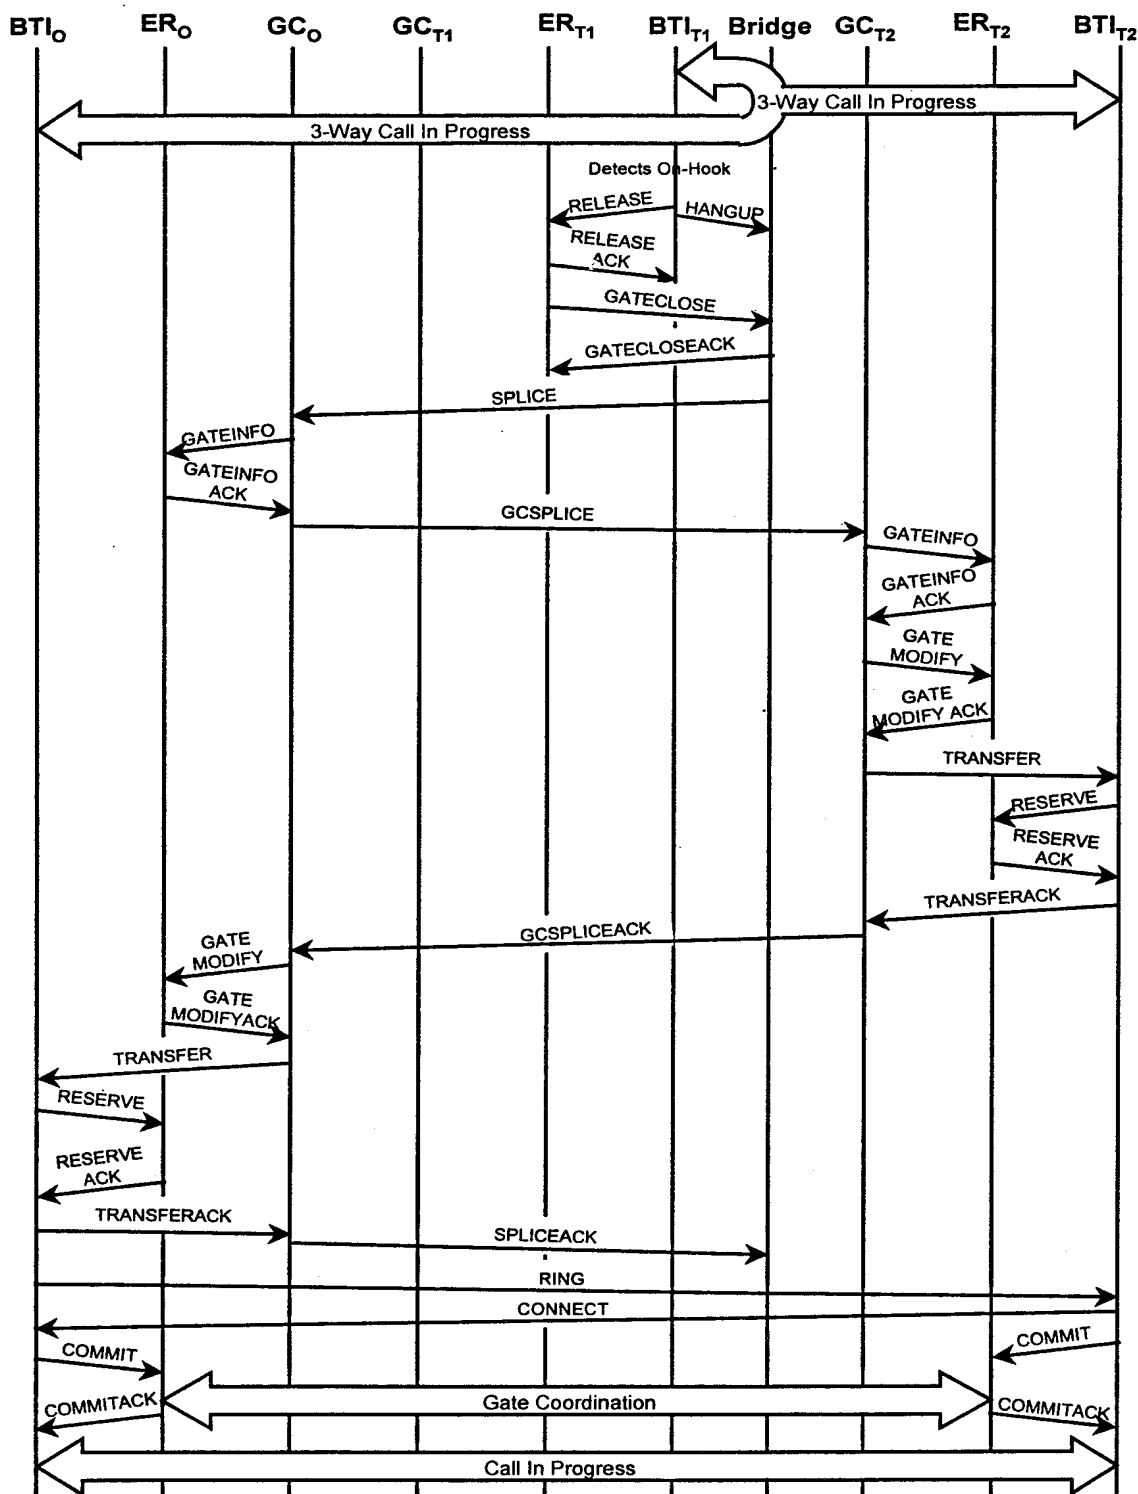 BTIO ERO GCO GCT1 ERT1 BTIT1 Bridge GCT2 ERT2 BTIT2
3-Way Call In Progress
3-Way Call In Progress
Detects On-Hook
RELEASE
HANGUP
RELEASE
ACK
GATECLOSE
GATECLOSEACK
SPLICE
GATEINFO
GATEINFO
ACK
GCSPLICE
GATEINFO
GATEINFO
ACK
GATE
MODIFY
GATE
MODIFY ACK
TRANSFER
RESERVE
RESERVE
ACK
TRANSFERACK
GCSPLICEACK
GATE
MODIFY
GATE
MODIFYACK
TRANSFER
RESERVE
RESERVE
ACK
TRANSFERACK
SPLICEACK
RING
CONNECT
COMMIT
COMMIT
COMMITACK
Gate Coordination
COMMITACK
Call In Progress